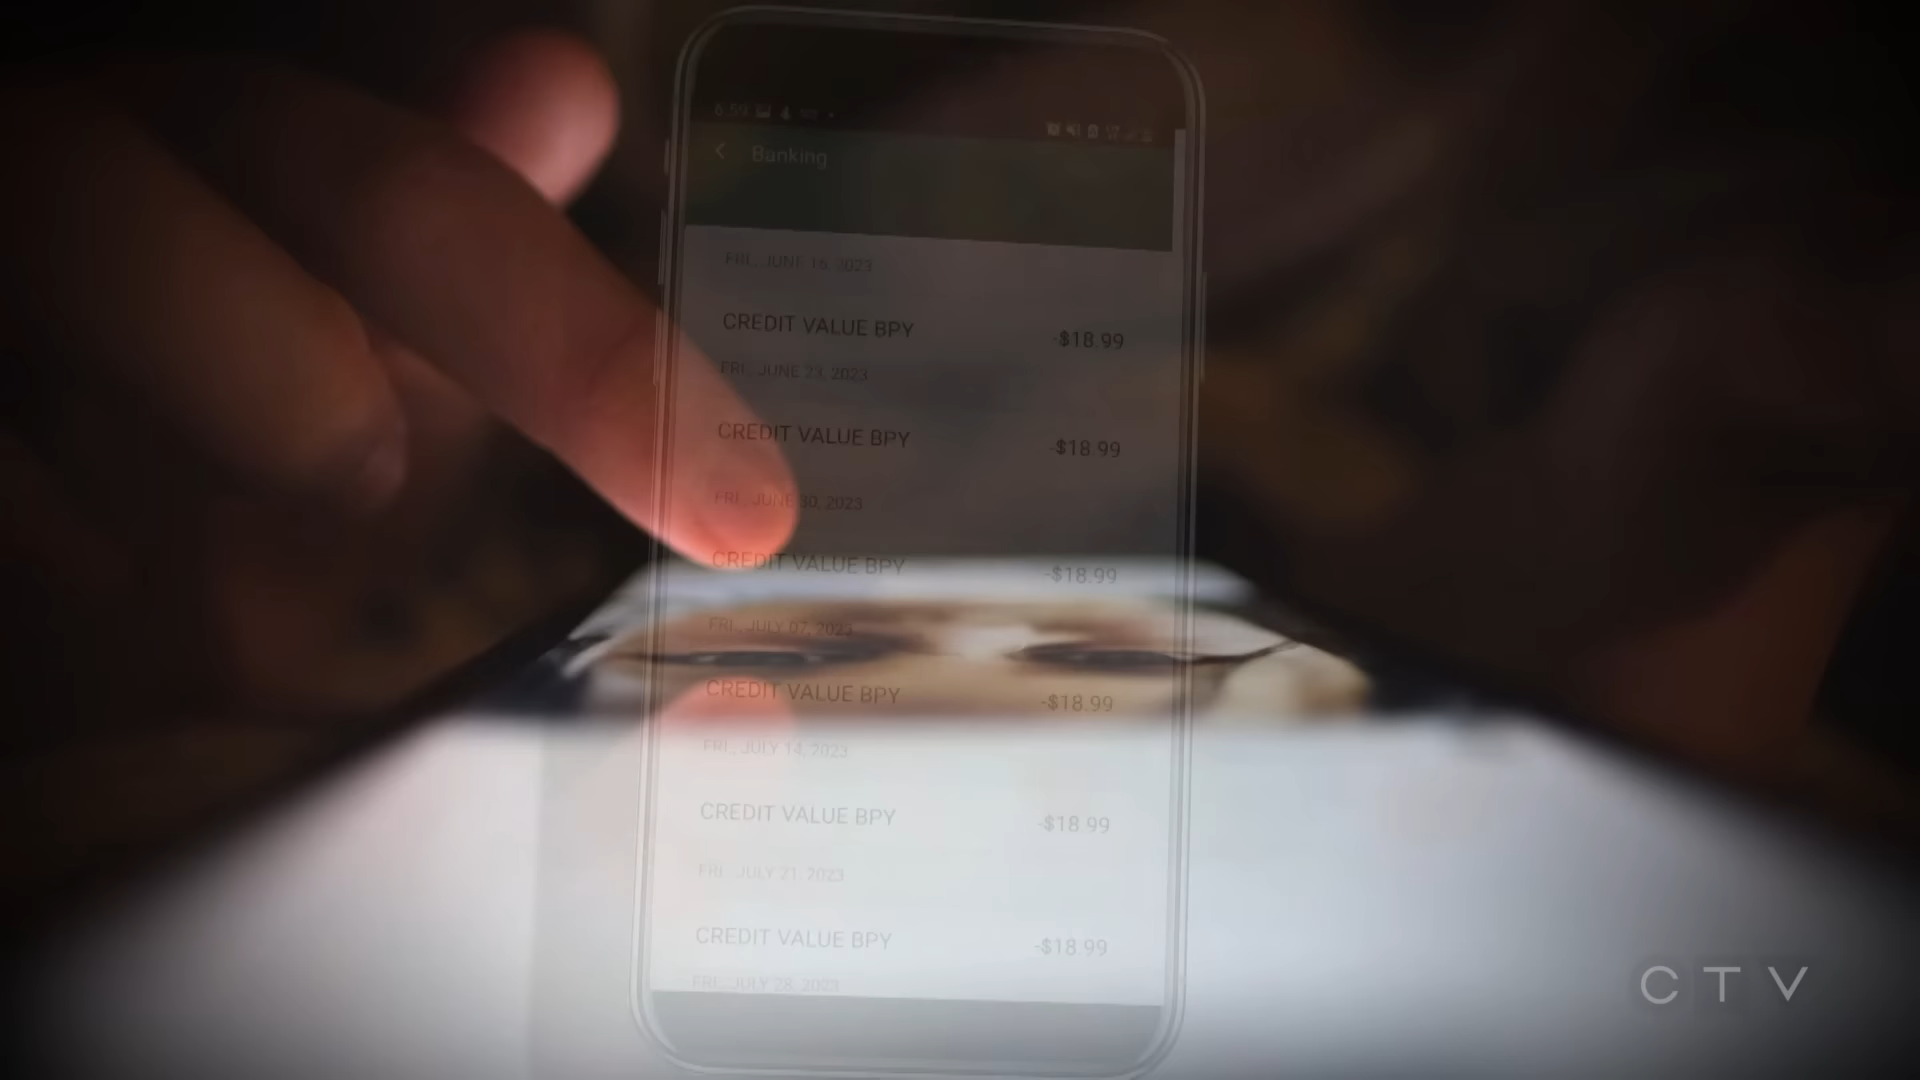 6:59
Banking
FRI., JUNE 16, 2023
CREDIT VALUE BPY -$18.99
FRI., JUNE 23, 2023
CREDIT VALUE BPY -$18.99
FRI., JUNE 30, 2023
CREDIT VALUE BPY -$18.99
FRI., JULY 07, 2023
CREDIT VALUE BPY -$18.99
FRI., JULY 14, 2023
CREDIT VALUE BPY -$18.99
FRI., JULY 21, 2023
CREDIT VALUE BPY -$18.99
FRI., JULY 28, 2023
CTV